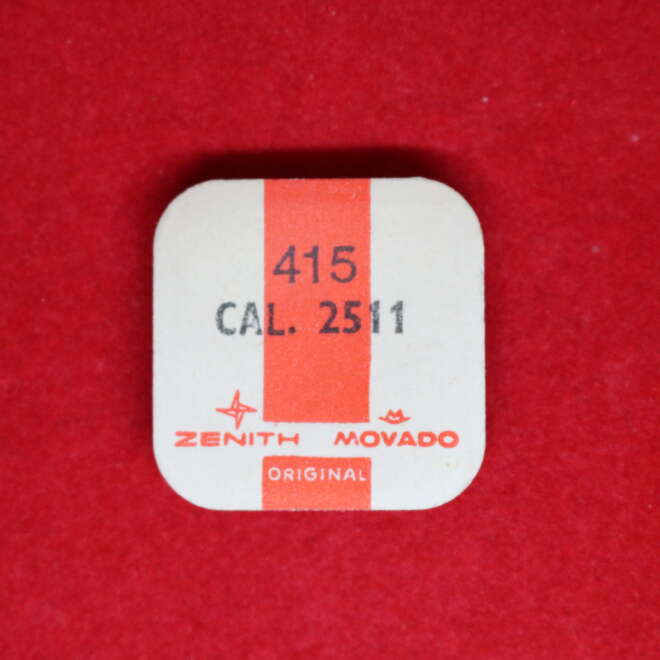 415
CAL. 2511
ZENITH MOVADO
ORIGINAL